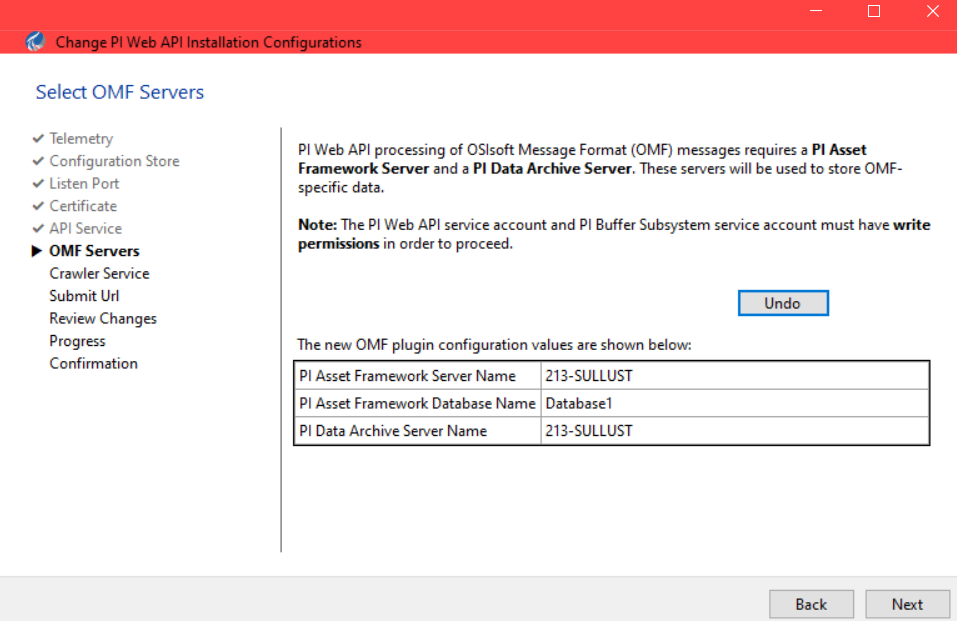 Change PI Web API Installation Configurations
Select OMF Servers
Telemetry
Configuration Store
Listen Port
Certificate
API Service
OMF Servers
Crawler Service
Submit Url
Review Changes
Progress
Confirmation
PI Web API processing of OSIsoft Message Format (OMF) messages requires a PI Asset
Framework Server and a PI Data Archive Server. These servers will be used to store OMF-
specific data.
Note: The PI Web API service account and PI Buffer Subsystem service account must have write
permissions in order to proceed.
Undo
The new OMF plugin configuration values are shown below:
PI Asset Framework Server Name 213-SULLUST
PI Asset Framework Database Name Database1
PI Data Archive Server Name 213-SULLUST
Back Next